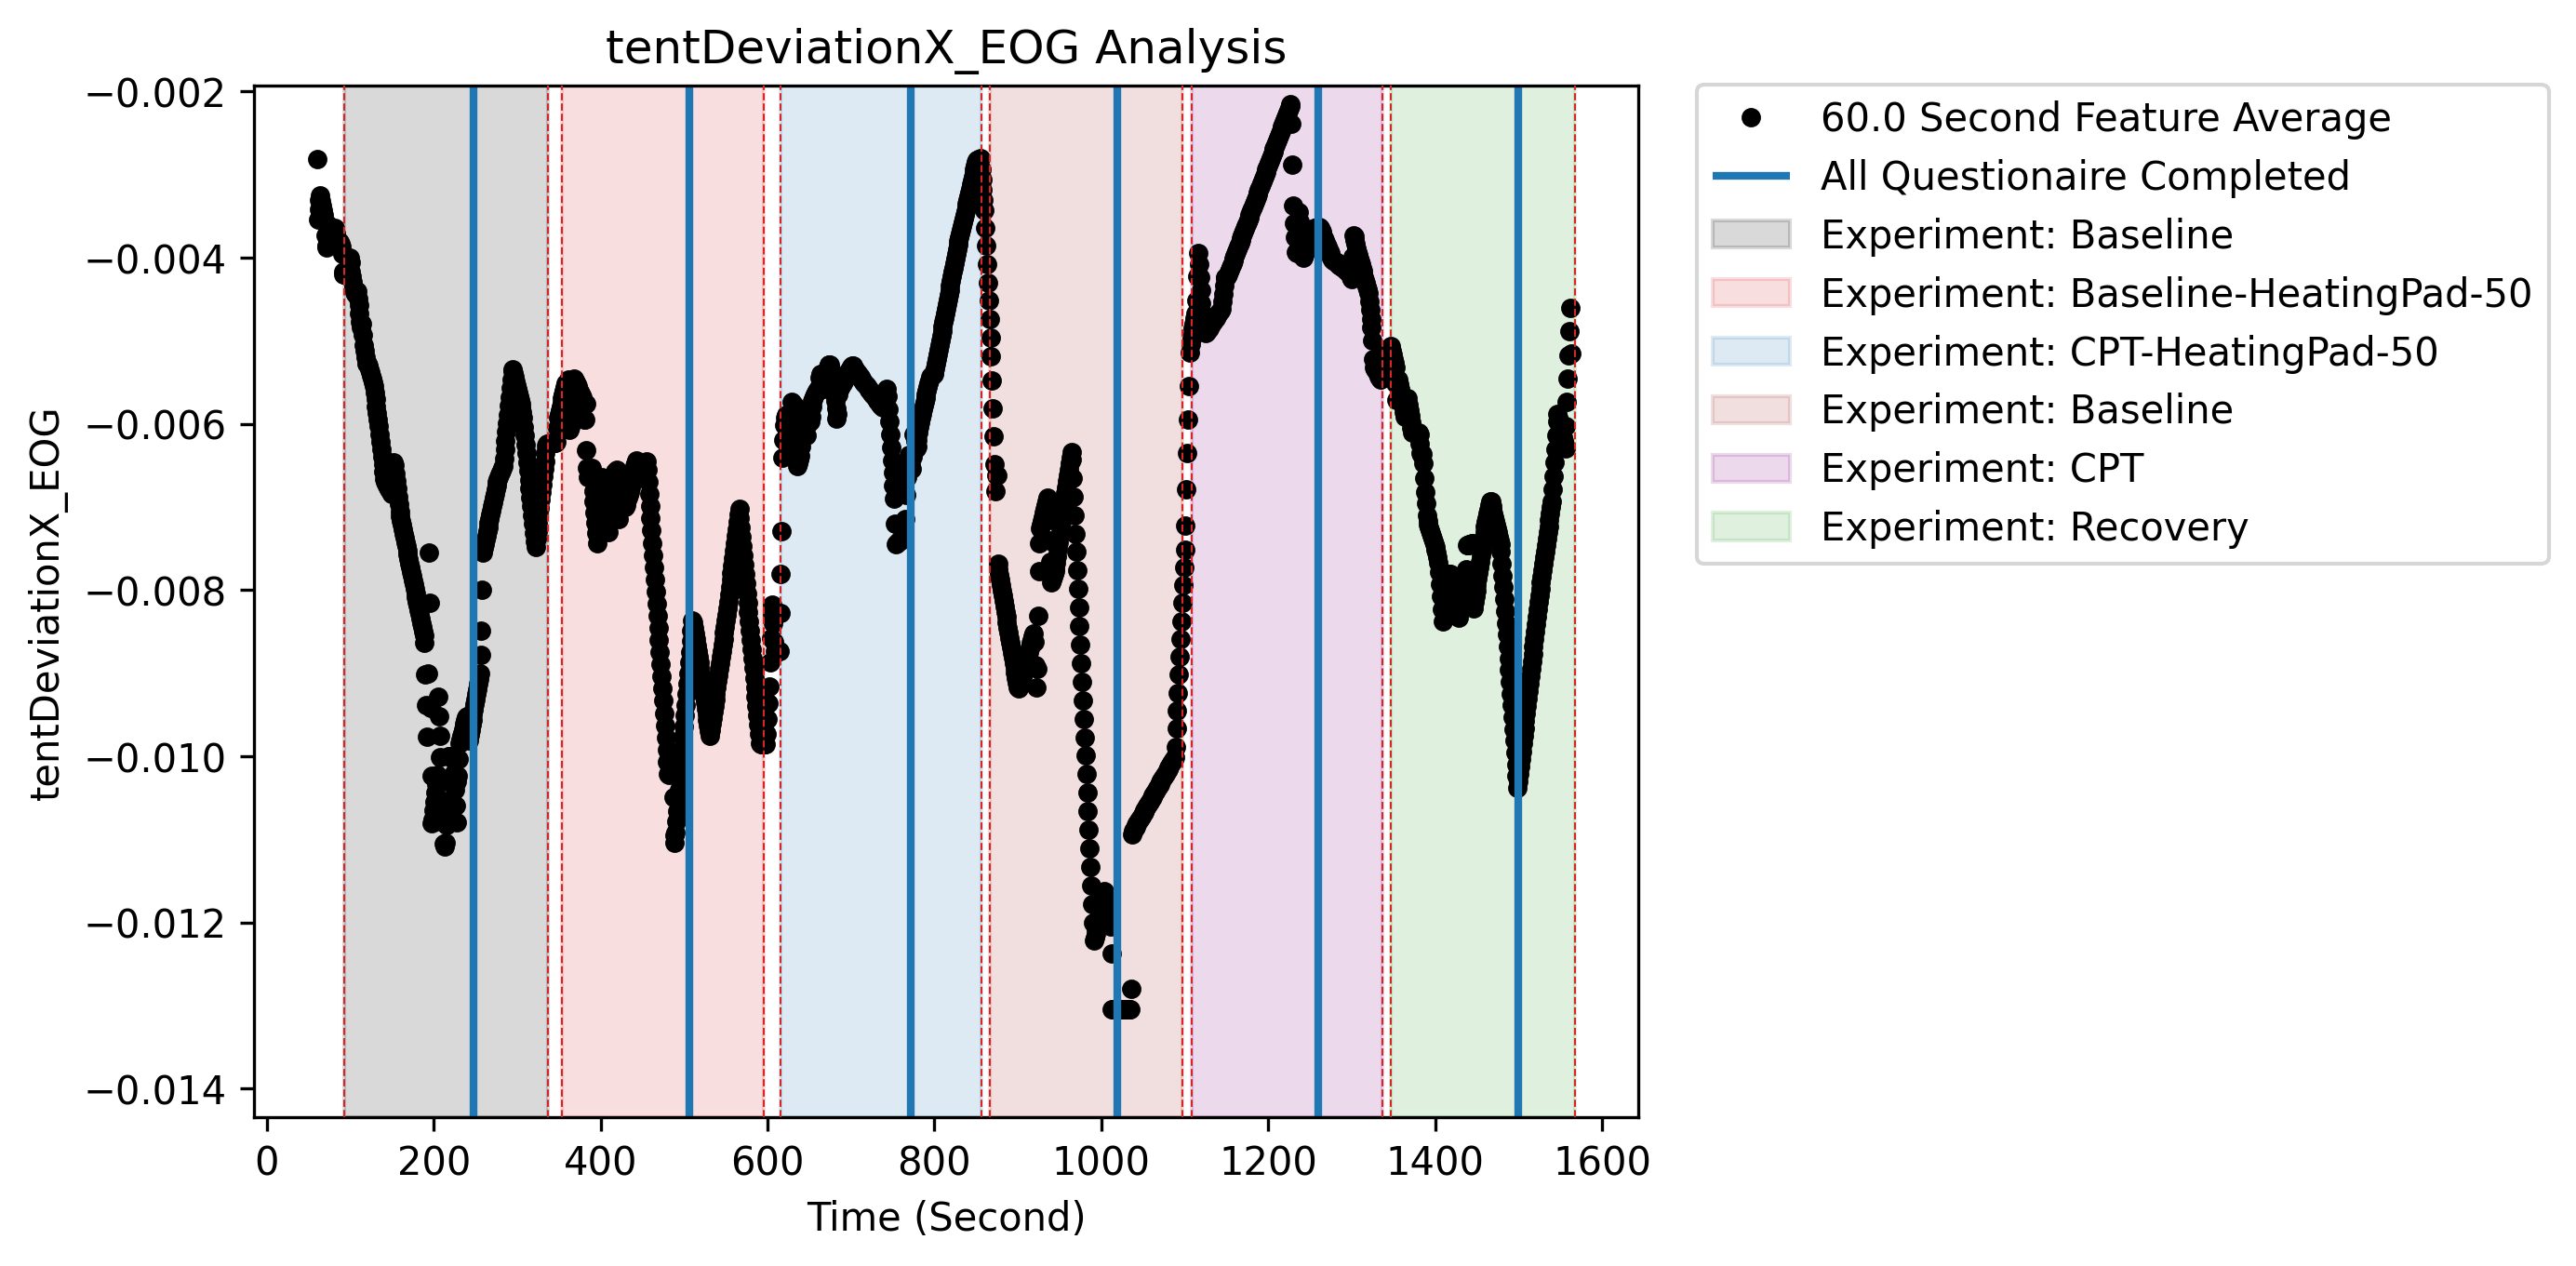 tentDeviationX_EOG Analysis
−0.002
−0.004
−0.006
−0.008
−0.010
−0.012
−0.014
tentDeviationX_EOG
0 200 400 600 800 1000 1200 1400 1600
Time (Second)
60.0 Second Feature Average
All Questionaire Completed
Experiment: Baseline
Experiment: Baseline-HeatingPad-50
Experiment: CPT-HeatingPad-50
Experiment: Baseline
Experiment: CPT
Experiment: Recovery